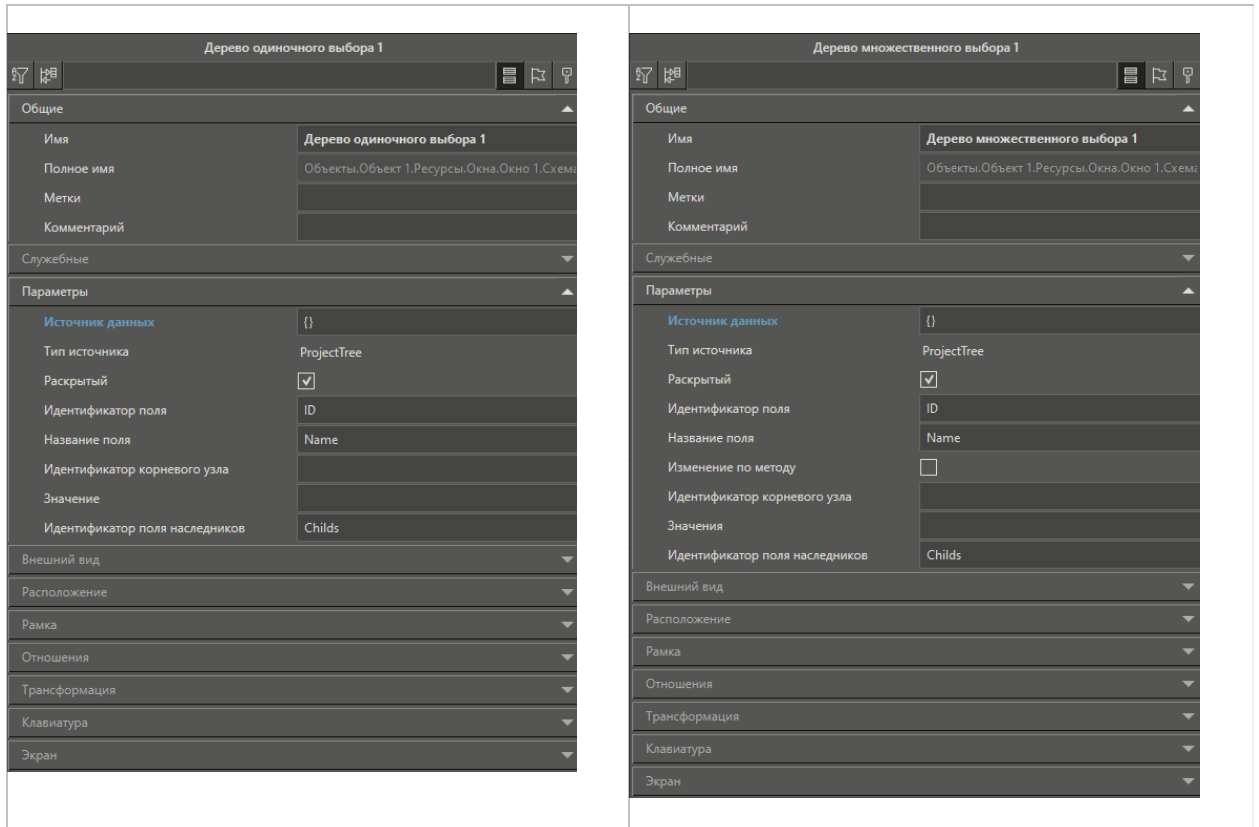 Дерево одиночного выбора 1
Общие
Имя Дерево одиночного выбора 1
Полное имя Объекты.Объект 1.Ресурсы.Окна.Окно 1.Схема
Метки
Комментарий
Служебные
Параметры
Источник данных {}
Тип источника ProjectTree
Раскрытый
Идентификатор поля ID
Название поля Name
Идентификатор корневого узла
Значение
Идентификатор поля наследников Childs
Внешний вид
Расположение
Рамка
Отношения
Трансформация
Клавиатура
Экран
Дерево множественного выбора 1
Общие
Имя Дерево множественного выбора 1
Полное имя Объекты.Объект 1.Ресурсы.Окна.Окно 1.Схема
Метки
Комментарий
Служебные
Параметры
Источник данных {}
Тип источника ProjectTree
Раскрытый
Идентификатор поля ID
Название поля Name
Изменение по методу
Идентификатор корневого узла
Значения
Идентификатор поля наследников Childs
Внешний вид
Расположение
Рамка
Отношения
Трансформация
Клавиатура
Экран